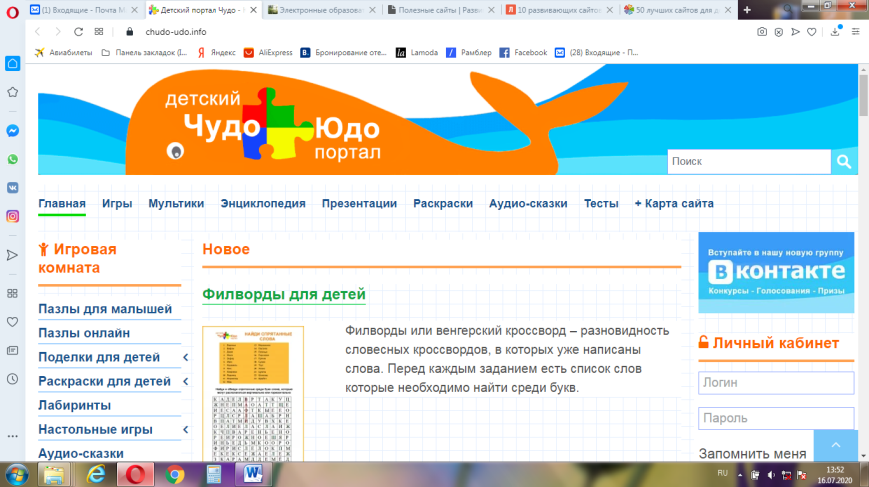 (1) Входящие - Почта M
Детский портал Чудо -
Электронные образова
Полезные сайты | Разви
10 развивающих сайтов
50 лучших сайтов для д
chudo-udo.info
Авиабилеты
Панель закладок (I...
Яндекс
AliExpress
Бронирование оте...
Lamoda
Рамблер
Facebook
(28) Входящие - П...
детский
Чудо Юдо
портал
Поиск
Главная Игры Мультики Энциклопедия Презентации Раскраски Аудио-сказки Тесты + Карта сайта
Игровая
комната
Пазлы для малышей
Пазлы онлайн
Поделки для детей
Раскраски для детей
Лабиринты
Настольные игры
Аудио-сказки
Новое
Филворды для детей
НАЙДИ СПРЯТАННЫЕ
СЛОВА
Филворды или венгерский кроссворд – разновидность
словесных кроссвордов, в которых уже написаны
слова. Перед каждым заданием есть список слов
которые необходимо найти среди букв.
Вступайте в нашу новую группу
Вконтакте
Конкурсы - Голосования - Призы
Личный кабинет
Логин
Пароль
Запомнить меня
RU
13:52
16.07.2020